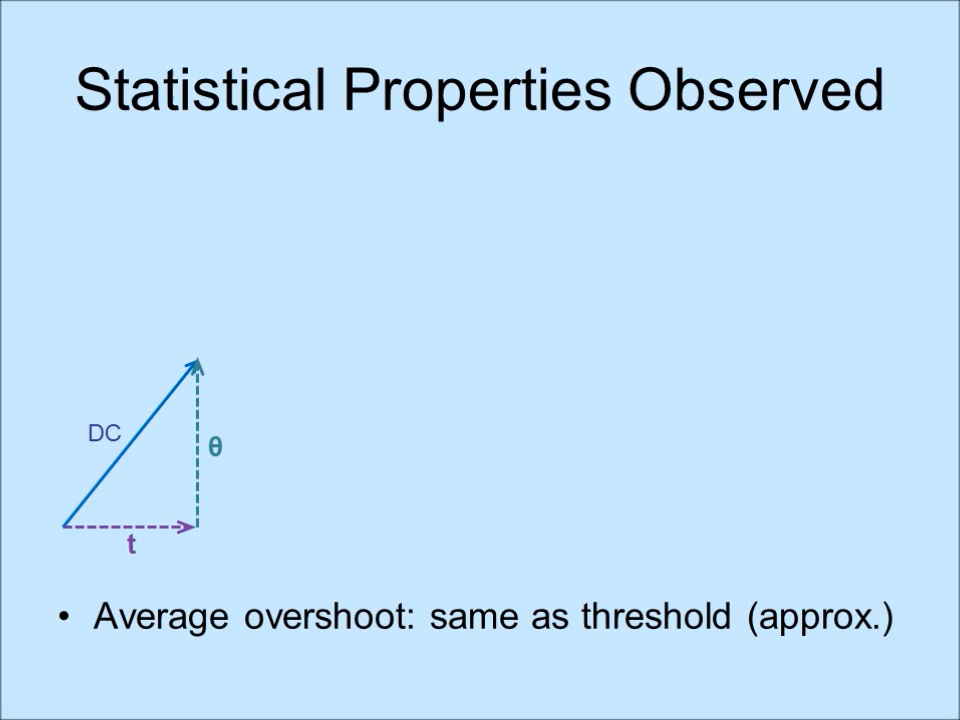 Statistical Properties Observed
DC
θ
t
• Average overshoot: same as threshold (approx.)